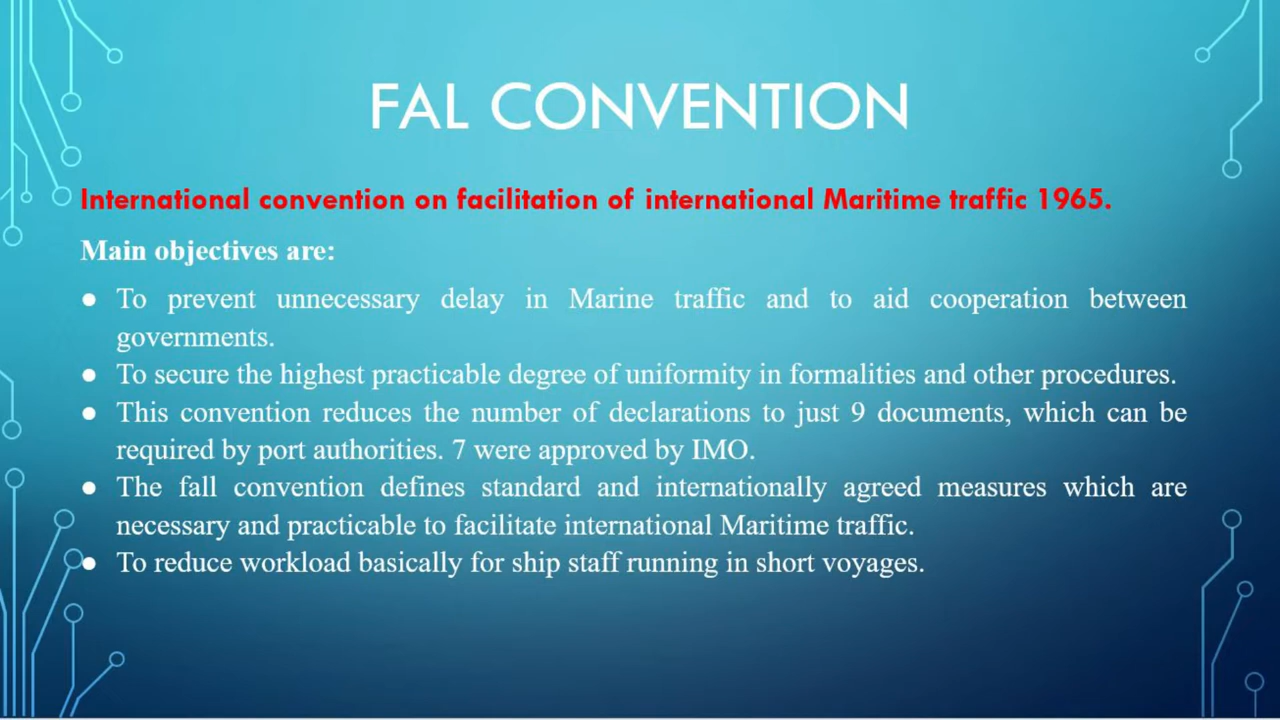 FAL CONVENTION
International convention on facilitation of international Maritime traffic 1965.
Main objectives are:
● To prevent unnecessary delay in Marine traffic and to aid cooperation between
governments.
● To secure the highest practicable degree of uniformity in formalities and other procedures.
● This convention reduces the number of declarations to just 9 documents, which can be
required by port authorities. 7 were approved by IMO.
● The fall convention defines standard and internationally agreed measures which are
necessary and practicable to facilitate international Maritime traffic.
● To reduce workload basically for ship staff running in short voyages.